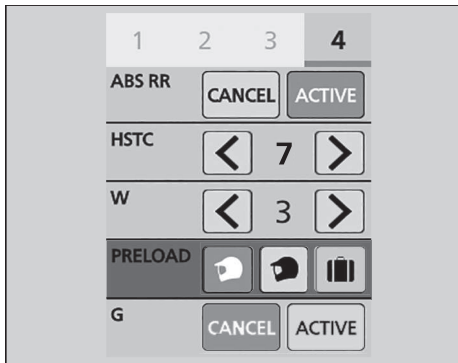 1 2 3 4
ABS RR CANCEL ACTIVE
HSTC 7
W 3
PRELOAD
G CANCEL ACTIVE